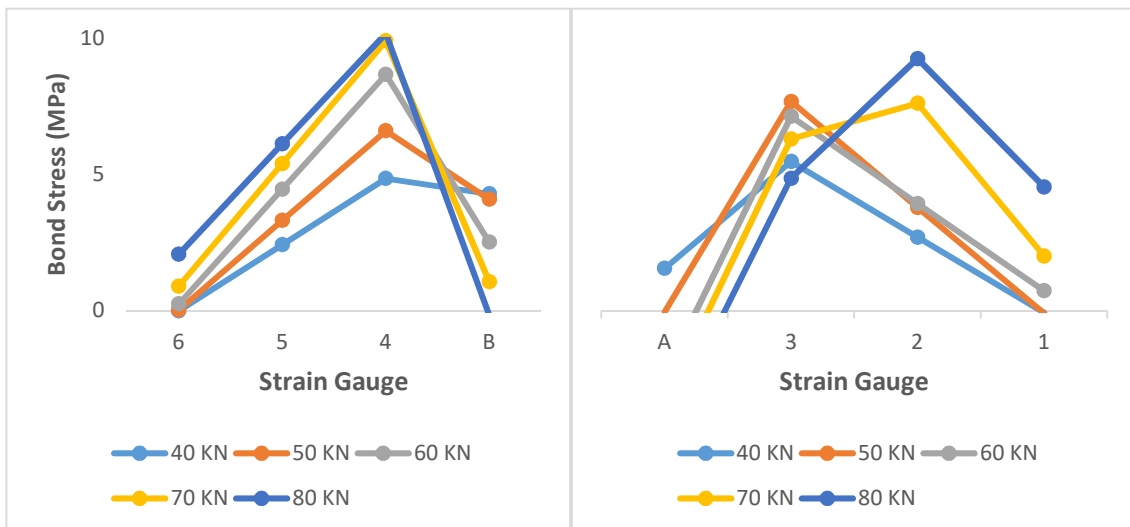 10
5
0
Bond Stress (MPa)
6 5 4 B
Strain Gauge
40 KN 50 KN 60 KN
70 KN 80 KN
A 3 2 1
Strain Gauge
40 KN 50 KN 60 KN
70 KN 80 KN